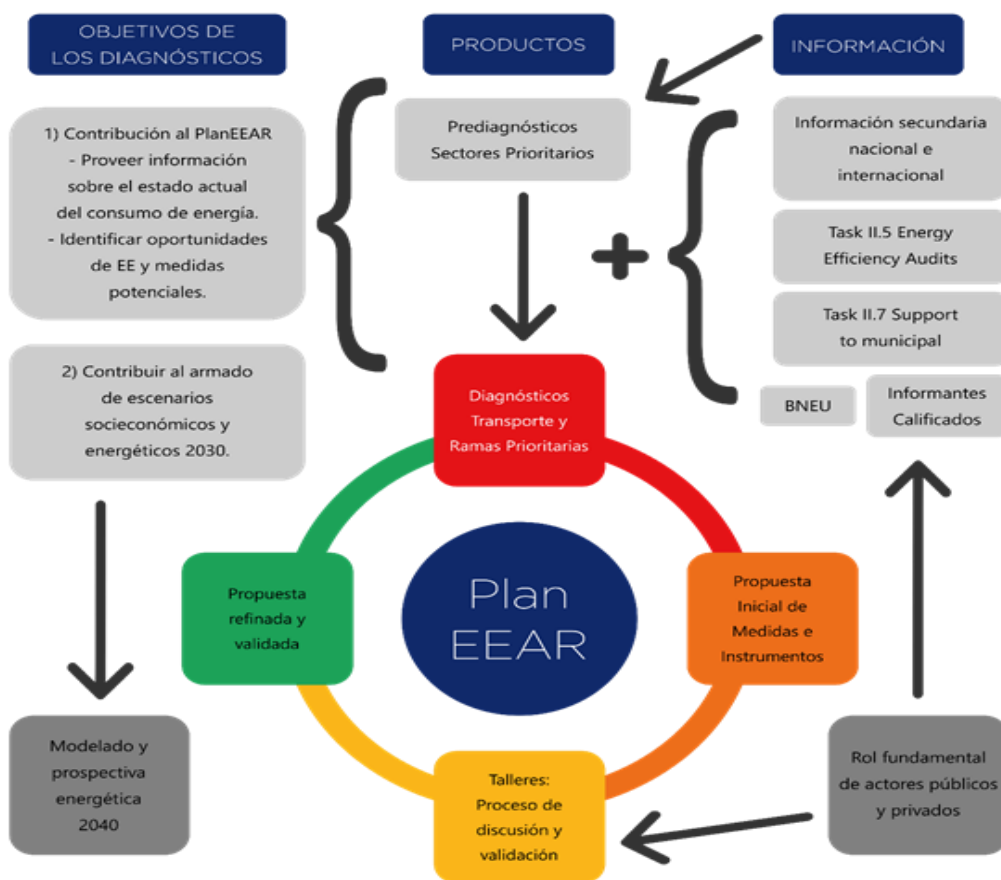 OBJETIVOS DE
LOS DIAGNÓSTICOS
1) Contribución al PlanEEAR
- Proveer información
sobre el estado actual
del consumo de energía.
- Identificar oportunidades
de EE y medidas
potenciales.
2) Contribuir al armado
de escenarios
socioeconómicos y
energéticos 2030.
Modelado y
prospectiva
energética
2040
PRODUCTOS
Prediagnósticos
Sectores Prioritarios
+
Diagnósticos
Transporte y
Ramas Prioritarias
Propuesta
Inicial de
Medidas e
Instrumentos
Talleres:
Proceso de
discusión y
validación
Propuesta
refinada y
validada
Plan
EEAR
INFORMACIÓN
Información secundaria
nacional e
internacional
Task II.5 Energy
Efficiency Audits
Task II.7 Support
to municipal
BNEU
Informantes
Calificados
Rol fundamental
de actores públicos
y privados